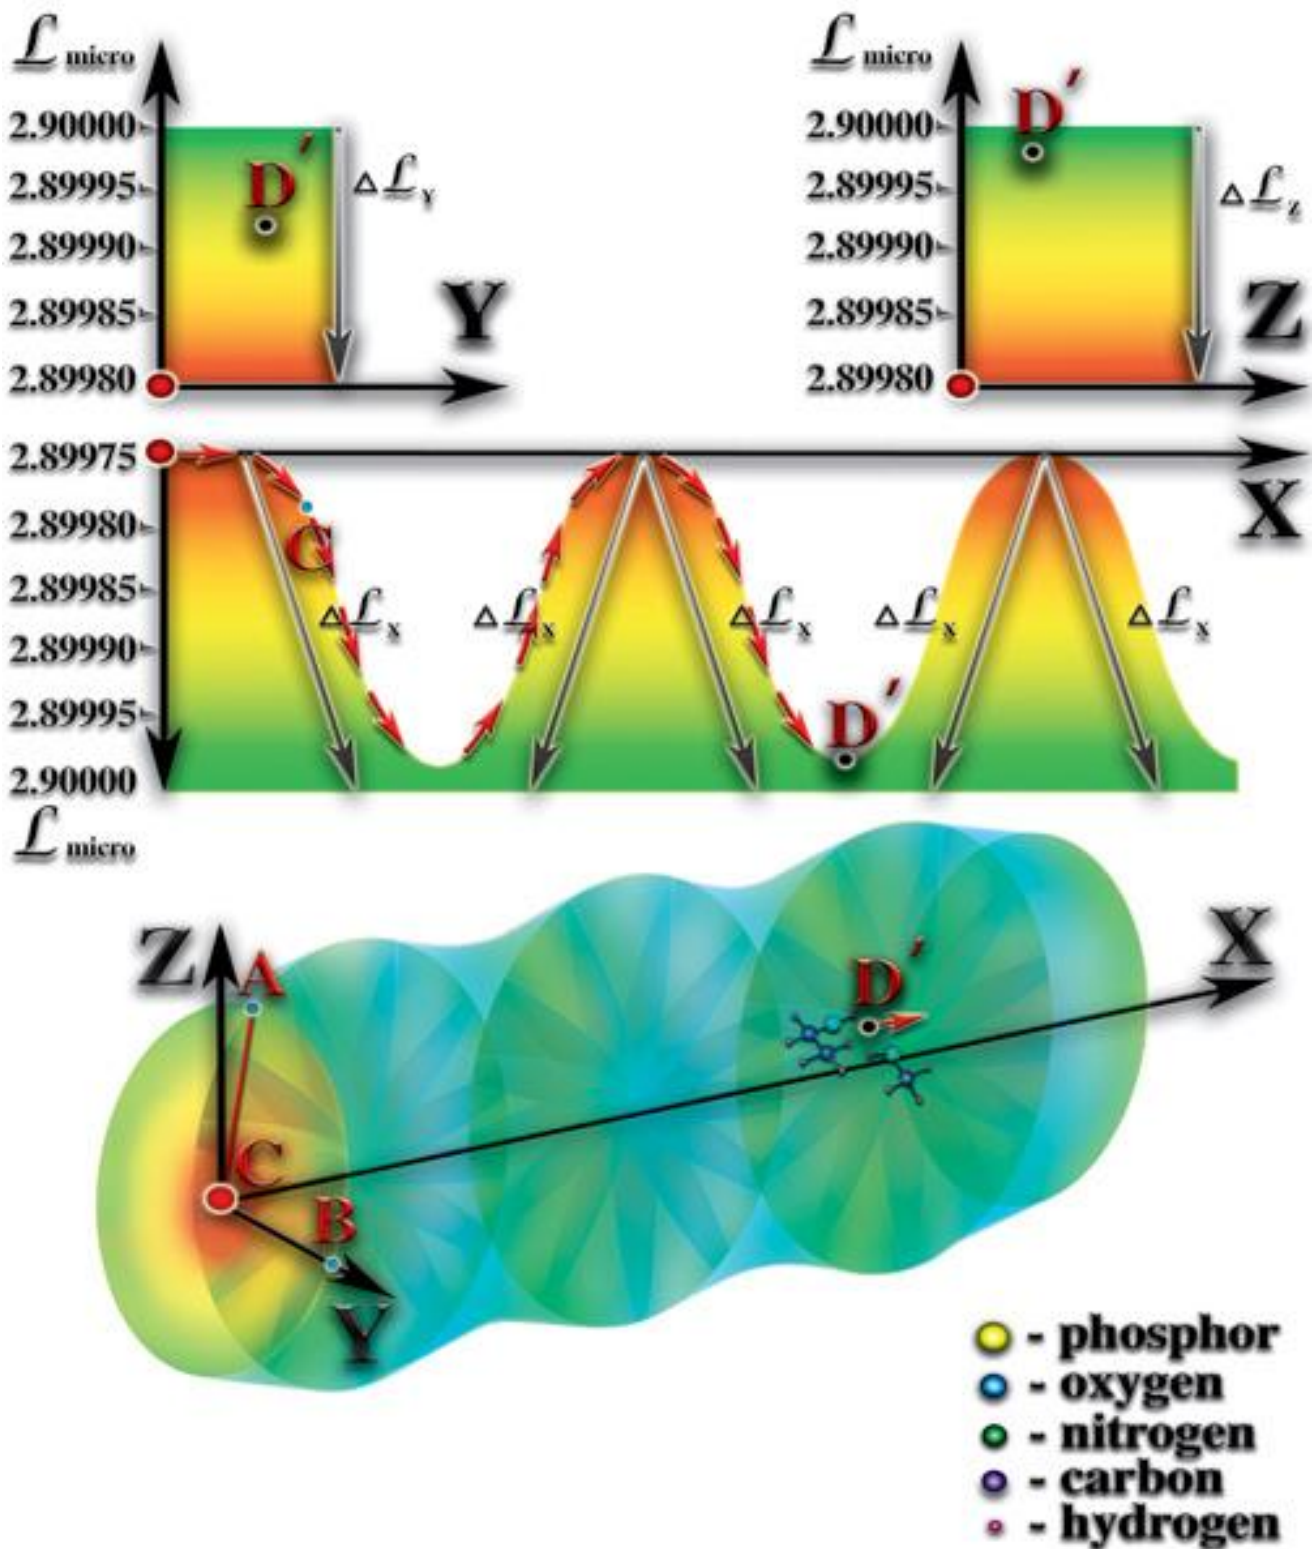 ℒ micro
2.90000
2.89995
2.89990
2.89985
2.89980
D′
Δℒ Y
Y
ℒ micro
2.90000
2.89995
2.89990
2.89985
2.89980
D′
Δℒ Z
Z
2.89975
2.89980
2.89985
2.89990
2.89995
2.90000
ℒ micro
X
C
Δℒ X
Δℒ X
Δℒ X
Δℒ X
Δℒ X
D′
Z
A
C
B
Y
D′
X
- phosphor
- oxygen
- nitrogen
- carbon
- hydrogen